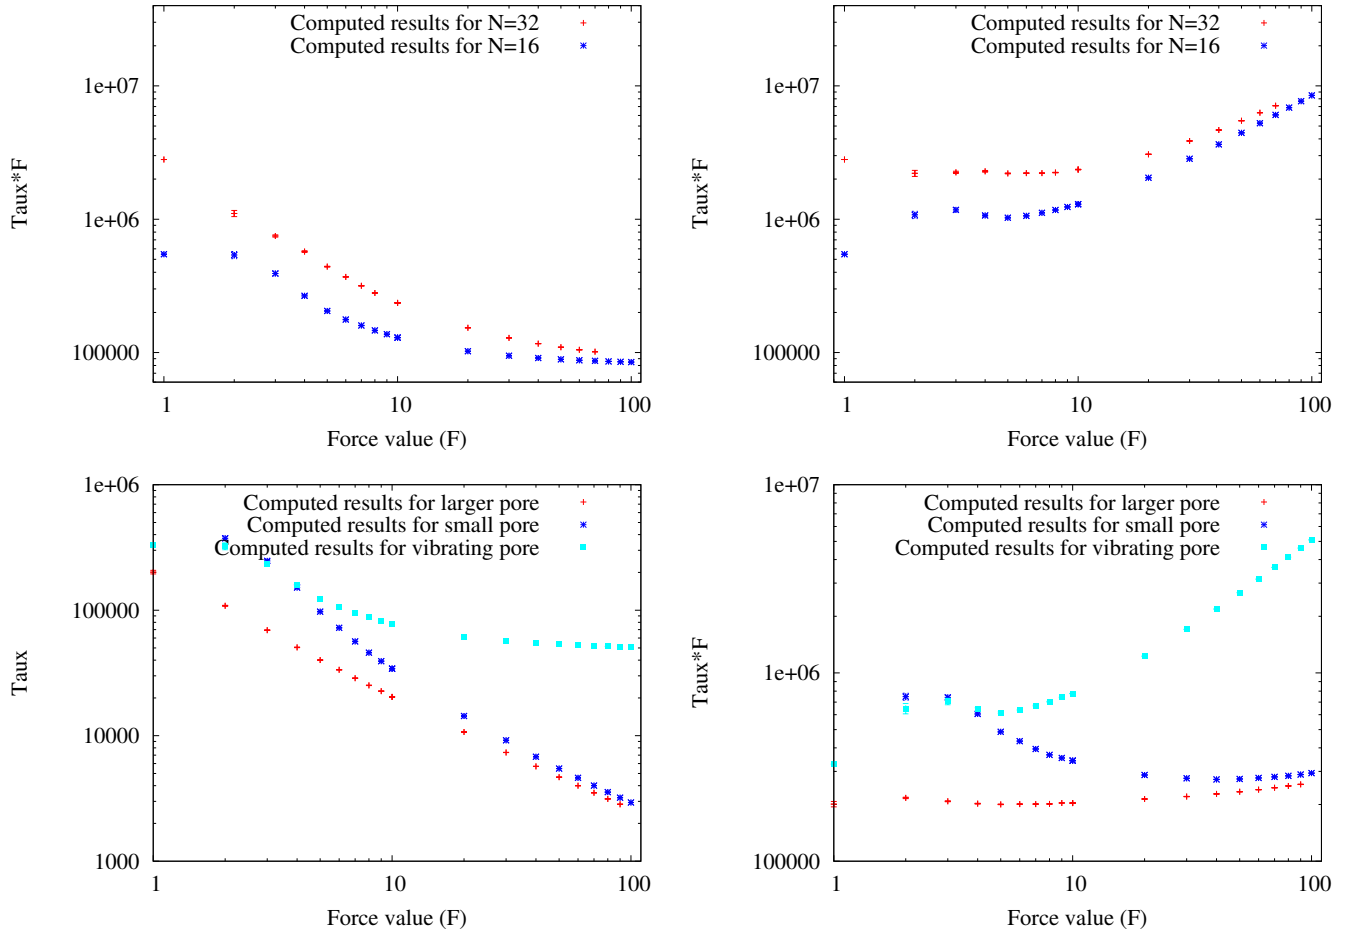 Computed results for N=32
Computed results for N=16
1e+07
1e+06
100000
Taux*F
1 10 100
Force value (F)
Computed results for N=32
Computed results for N=16
1e+07
1e+06
100000
Taux*F
1 10 100
Force value (F)
Computed results for larger pore
Computed results for small pore
Computed results for vibrating pore
1e+06
100000
10000
1000
Taux
1 10 100
Force value (F)
Computed results for larger pore
Computed results for small pore
Computed results for vibrating pore
1e+07
1e+06
100000
Taux*F
1 10 100
Force value (F)